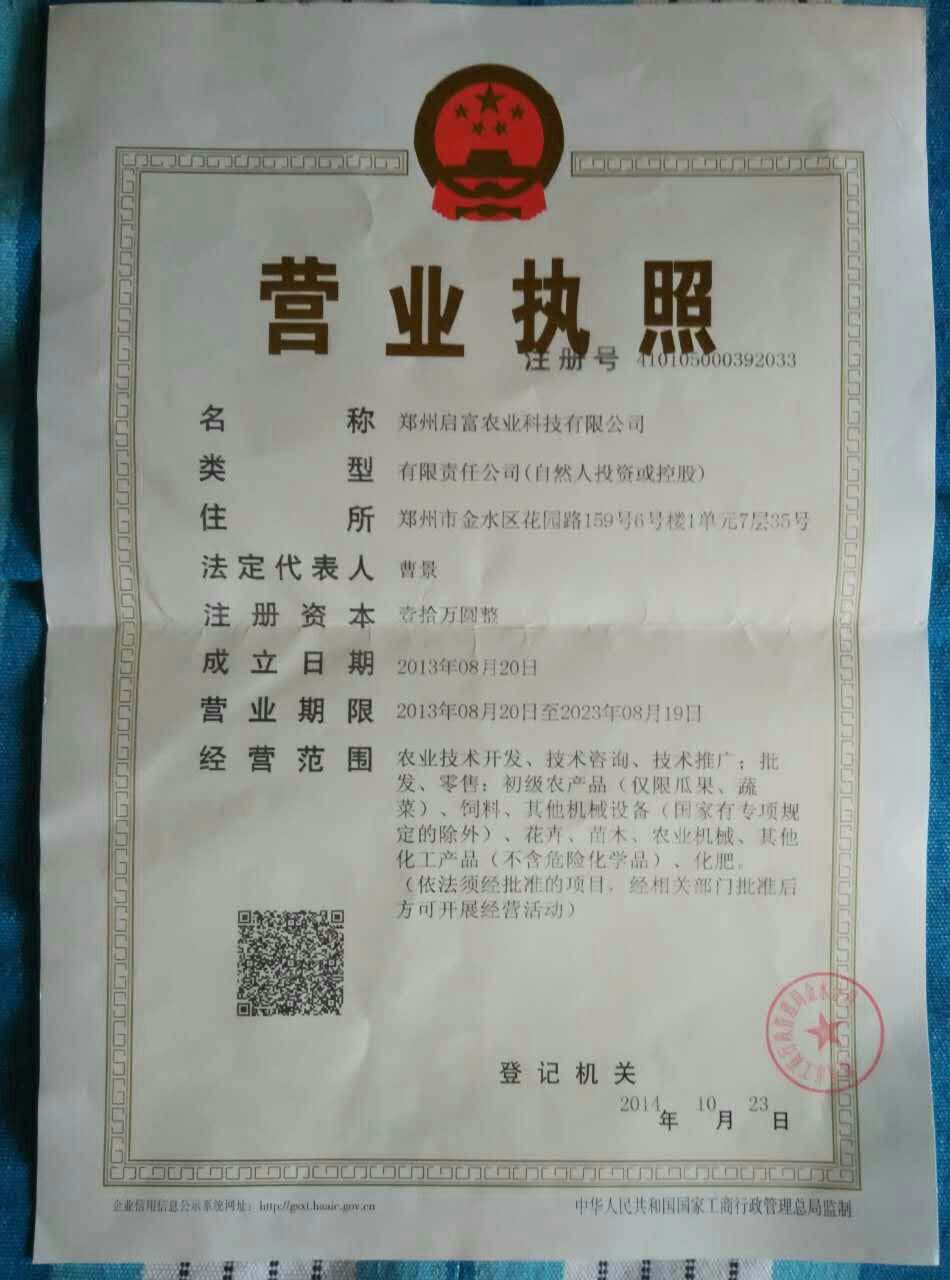 营业执照
注册号 410105000392033
名称 郑州启富农业科技有限公司
类型 有限责任公司(自然人投资或控股)
住所 郑州市金水区花园路159号6号楼1单元7层35号
法定代表人 曹景
注册资本 壹拾万圆整
成立日期 2013年08月20日
营业期限 2013年08月20日至2023年08月19日
经营范围 农业技术开发、技术咨询、技术推广；批
发、零售：初级农产品（仅限瓜果、蔬
菜）、饲料、其他机械设备（国家有专项规
定的除外）、花卉、苗木、农业机械、其他
化工产品（不含危险化学品）、化肥。
（依法须经批准的项目，经相关部门批准后
方可开展经营活动）
登记机关
2014年10月23日
企业信用信息公示系统网址：http://gsxt.haaic.gov.cn
中华人民共和国国家工商行政管理总局监制